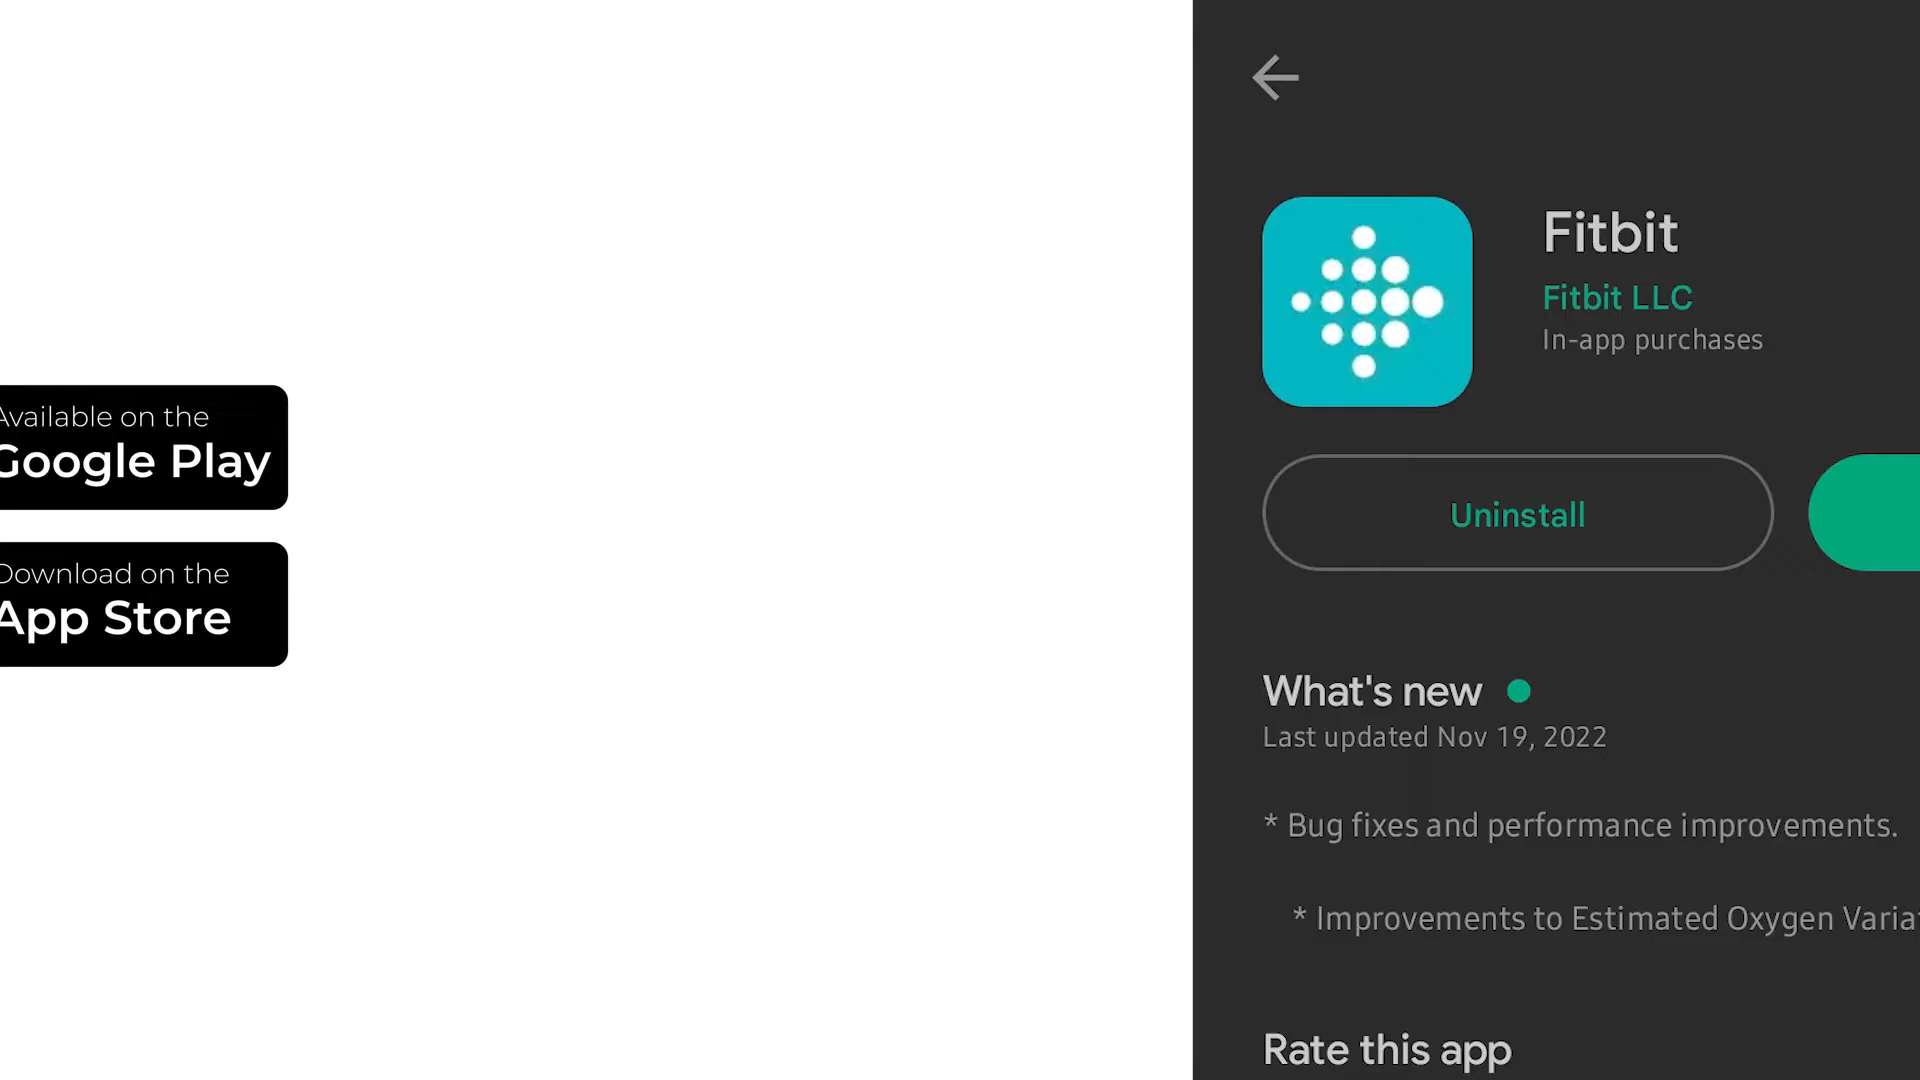 Available on the
Google Play
Download on the
App Store
Fitbit
Fitbit LLC
In-app purchases
Uninstall
What's new
Last updated Nov 19, 2022
* Bug fixes and performance improvements.
* Improvements to Estimated Oxygen
Rate this app